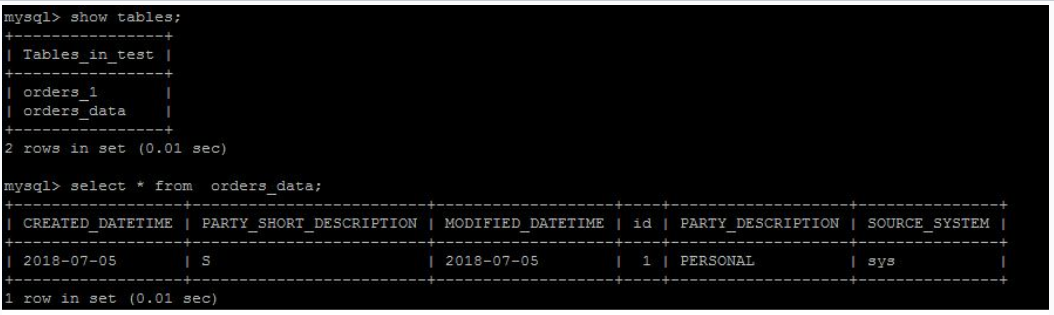 mysql> show tables;
+----------------+
| Tables_in_test |
+----------------+
| orders_1       |
| orders_data    |
+----------------+
2 rows in set (0.01 sec)
mysql> select * from  orders_data;
+------------------+-------------------------+-------------------+----+-------------------+---------------+
| CREATED_DATETIME | PARTY_SHORT_DESCRIPTION | MODIFIED_DATETIME | id | PARTY_DESCRIPTION | SOURCE_SYSTEM |
+------------------+-------------------------+-------------------+----+-------------------+---------------+
| 2018-07-05       | S                       | 2018-07-05        |  1 | PERSONAL          | sys           |
+------------------+-------------------------+-------------------+----+-------------------+---------------+
1 row in set (0.01 sec)